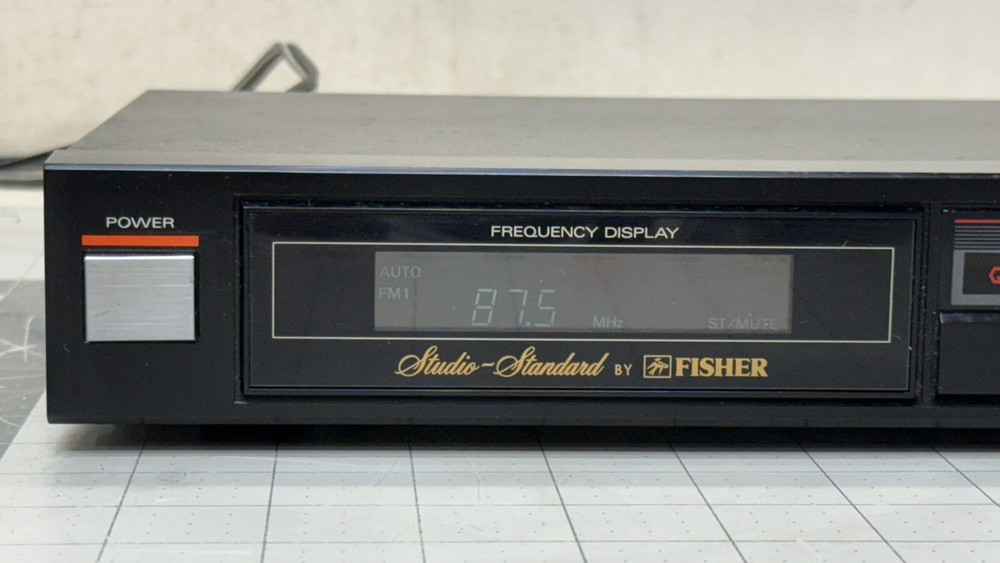 POWER
FREQUENCY DISPLAY
AUTO
FM1
87.5
MHz
ST/MUTE
Studio-Standard BY FISHER